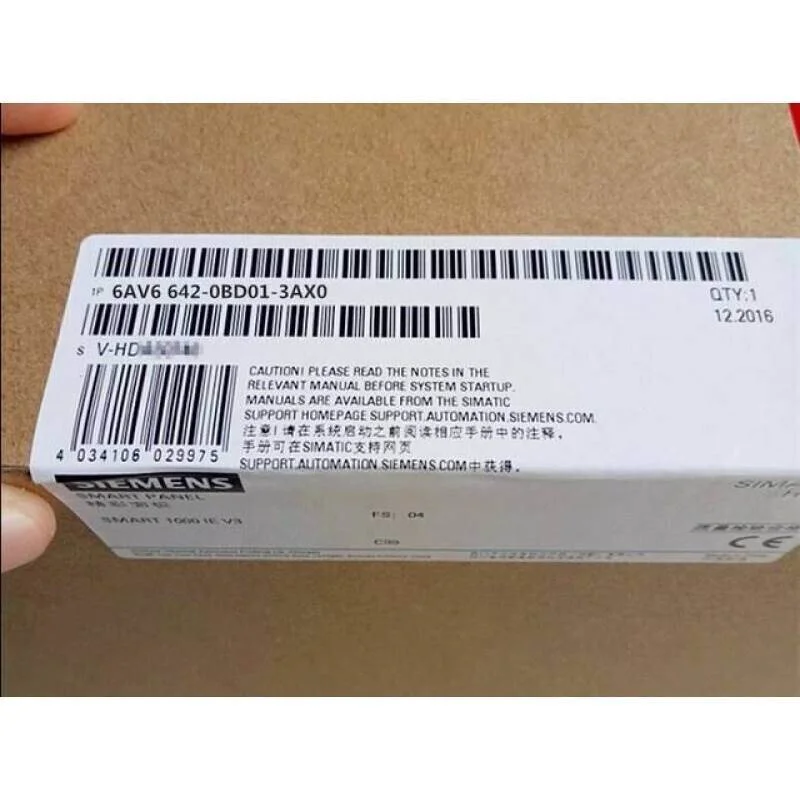 1P 6AV6 642-0BD01-3AX0
QTY:1
12.2016
S V-HD
CAUTION! PLEASE READ THE NOTES IN THE
RELEVANT MANUAL BEFORE SYSTEM STARTUP.
MANUALS ARE AVAILABLE FROM THE SIMATIC
SUPPORT HOMEPAGE SUPPORT.AUTOMATION.SIEMENS.COM.
注意!请在系统启动之前阅读相应手册中的注释。
手册可在SIMATIC支持网页
SUPPORT.AUTOMATION.SIEMENS.COM中获得。
4 034106 029975
SIEMENS
SMART PANEL
精彩面板
SMART 1000 IE V3
FS: 04
CE